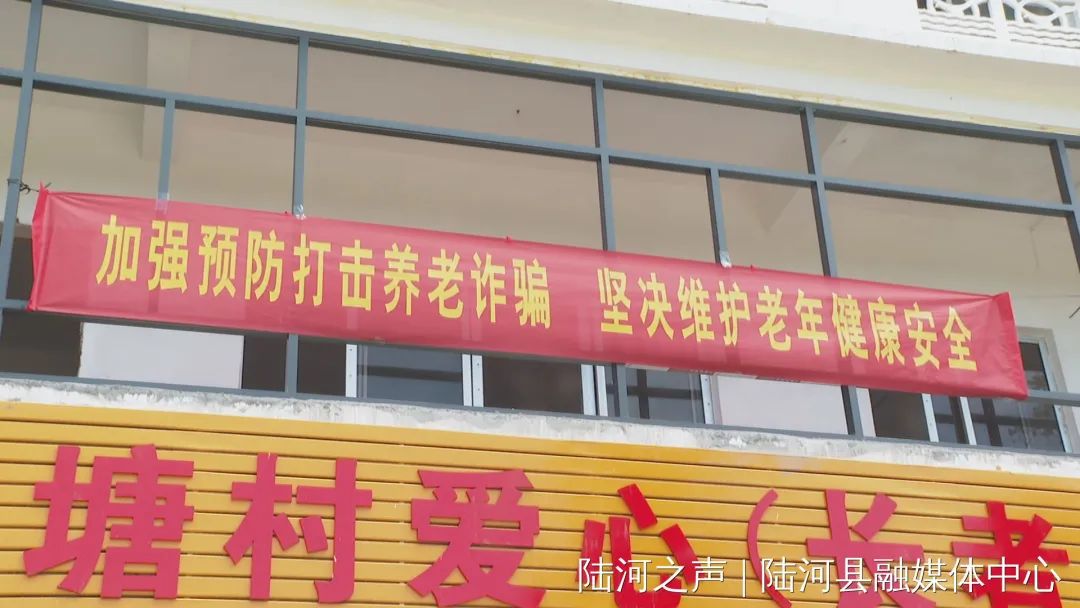 加强预防打击养老诈骗 坚决维护老年健康安全
塘村爱心(长老
陆河之声 | 陆河县融媒体中心